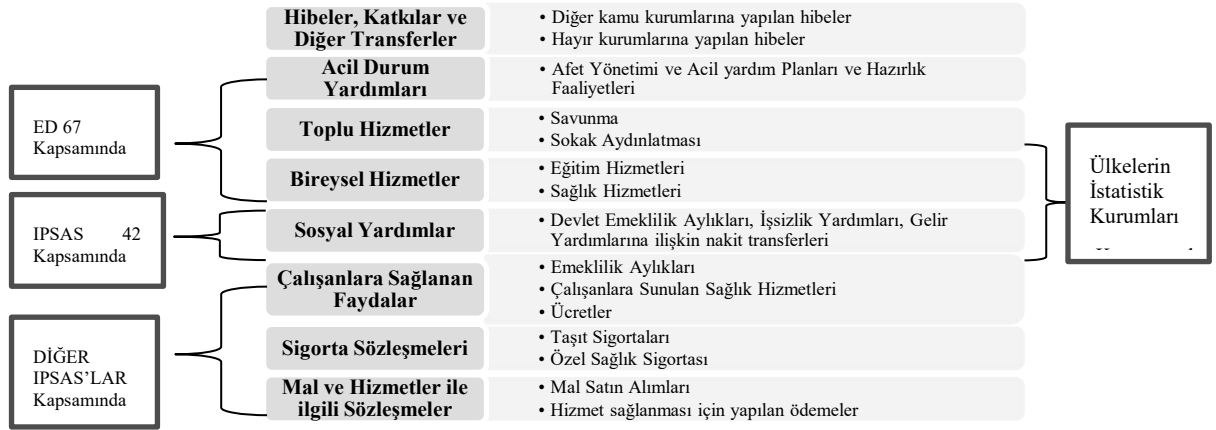 Hibeler, Katkılar ve
Diğer Transferler
• Diğer kamu kurumlarına yapılan hibeler
• Hayır kurumlarına yapılan hibeler
ED 67
Kapsamında
Acil Durum
Yardımları
• Afet Yönetimi ve Acil yardım Planları ve Hazırlık
Faaliyetleri
Toplu Hizmetler
• Savunma
• Sokak Aydınlatması
Bireysel Hizmetler
• Eğitim Hizmetleri
• Sağlık Hizmetleri
IPSAS 42
Kapsamında
Sosyal Yardımlar
• Devlet Emeklilik Aylıkları, İşsizlik Yardımları, Gelir
Yardımlarına ilişkin nakit transferleri
DİĞER
IPSAS’LAR
Kapsamında
Çalışanlara Sağlanan
Faydalar
• Emeklilik Aylıkları
• Çalışanlara Sunulan Sağlık Hizmetleri
• Ücretler
Sigorta Sözleşmeleri
• Taşıt Sigortaları
• Özel Sağlık Sigortası
Mal ve Hizmetler ile
ilgili Sözleşmeler
• Mal Satın Alımları
• Hizmet sağlanması için yapılan ödemeler
Ülkelerin
İstatistik
Kurumları